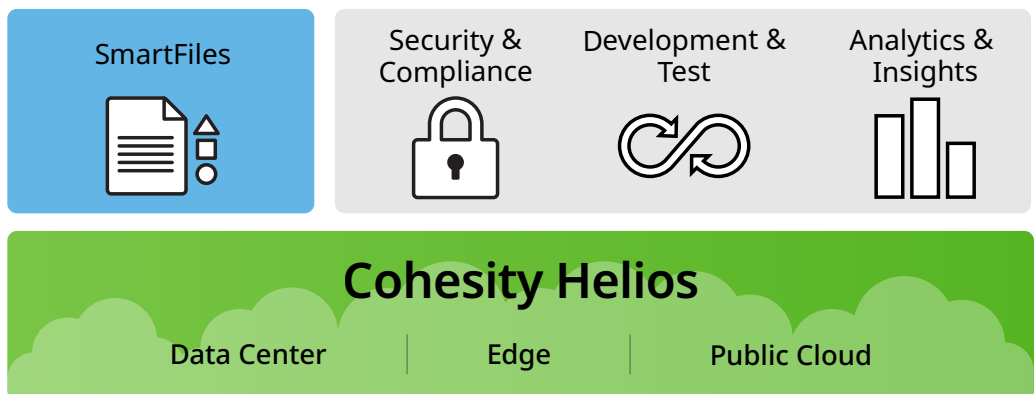 SmartFiles
Security &
Compliance
Development &
Test
Analytics &
Insights
Cohesity Helios
Data Center
Edge
Public Cloud